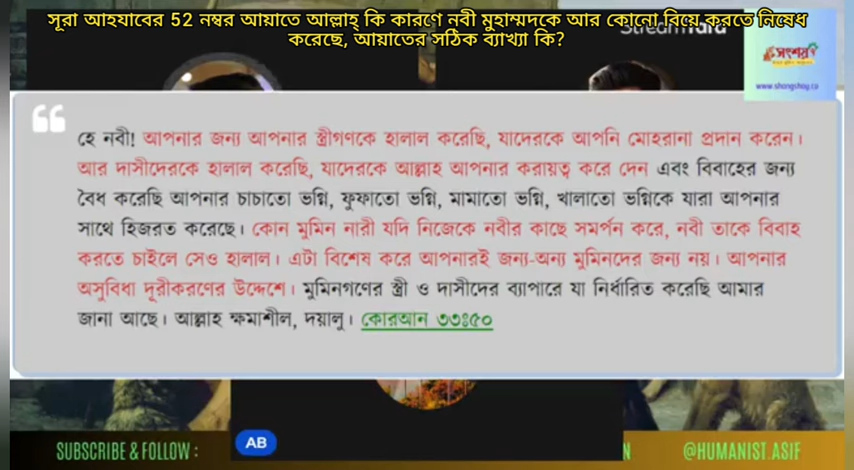 সূরা আহযাবের 52 নম্বর আয়াতে আল্লাহ্ কি কারণে নবী মুহাম্মদকে আর কোনো বিয়ে করতে নিষেধ
করেছে, আয়াতের সঠিক ব্যাখ্যা কি?
StreamYard
সংশয়
www.shongshoy.co
হে নবী! আপনার জন্য আপনার স্ত্রীগণকে হালাল করেছি, যাদেরকে আপনি মোহরানা প্রদান করেন।
আর দাসীদেরকে হালাল করেছি, যাদেরকে আল্লাহ আপনার করায়ত্ব করে দেন এবং বিবাহের জন্য
বৈধ করেছি আপনার চাচাতো ভগ্নি, ফুফাতো ভগ্নি, মামাতো ভগ্নি, খালাতো ভগ্নিকে যারা আপনার
সাথে হিজরত করেছে। কোন মুমিন নারী যদি নিজেকে নবীর কাছে সমর্পন করে, নবী তাকে বিবাহ
করতে চাইলে সেও হালাল। এটা বিশেষ করে আপনারই জন্য-অন্য মুমিনদের জন্য নয়। আপনার
অসুবিধা দূরীকরণের উদ্দেশে। মুমিনগণের স্ত্রী ও দাসীদের ব্যাপারে যা নির্ধারিত করেছি আমার
জানা আছে। আল্লাহ ক্ষমাশীল, দয়ালু। কোরআন ৩৩ঃ৫০
AB
SUBSCRIBE & FOLLOW :
N
@HUMANIST.ASIF